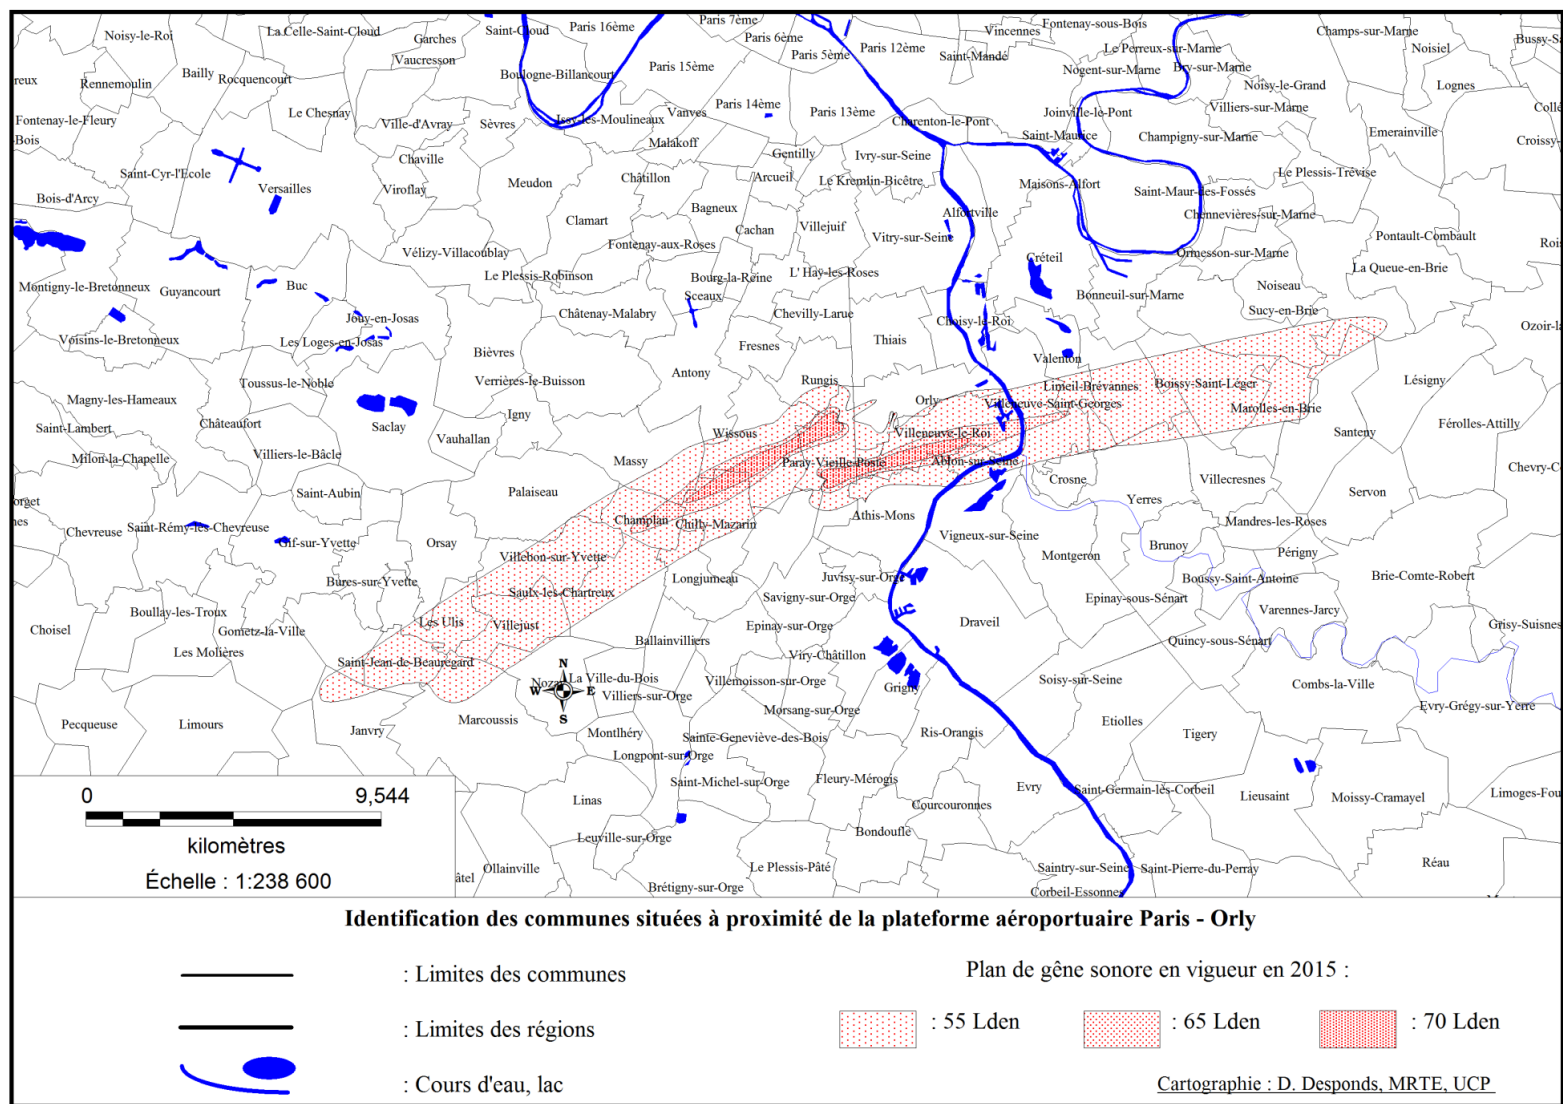 Noisy-le-Roi
La Celle-Saint-Cloud
Garches
Saint-Cloud
Paris 16ème
Paris 7ème
Paris 6ème
Vincennes
Fontenay-sous-Bois
Champs-sur-Marne
Noisiel
Bussy-Sa
Vaucresson
Paris 5ème
Paris 12ème
Saint-Mandé
Le Perreux-sur-Marne
reux
Rennemoulin
Bailly
Rocquencourt
Boulogne-Billancourt
Paris 15ème
Nogent-sur-Marne
Bry-sur-Marne
Noisy-le-Grand
Lognes
Fontenay-le-Fleury
Le Chesnay
Ville-d'Avray
Sèvres
Issy-les-Moulineaux
Vanves
Paris 14ème
Paris 13ème
Charenton-le-Pont
Joinville-le-Pont
Villiers-sur-Marne
Collé
-Bois
Malakoff
Saint-Maurice
Champigny-sur-Marne
Emerainville
Croissy-
Saint-Cyr-l'Ecole
Chaville
Gentilly
Ivry-sur-Seine
Versailles
Viroflay
Meudon
Châtillon
Arcueil
Le Kremlin-Bicêtre
Maisons-Alfort
Saint-Maur-des-Fossés
Le Plessis-Trévise
Bois-d'Arcy
Clamart
Bagneux
Cachan
Villejuif
Alfortville
Chennevières-sur-Marne
Vélizy-Villacoublay
Fontenay-aux-Roses
Vitry-sur-Seine
Pontault-Combault
Rois
Le Plessis-Robinson
Bourg-la-Reine
L' Haÿ-les-Roses
Créteil
Ormesson-sur-Marne
La Queue-en-Brie
Montigny-le-Bretonneux
Guyancourt
Buc
Sceaux
Bonneuil-sur-Marne
Noiseau
Jouy-en-Josas
Châtenay-Malabry
Chevilly-Larue
Choisy-le-Roi
Sucy-en-Brie
Voisins-le-Bretonneux
Les Loges-en-Josas
Bièvres
Fresnes
Thiais
Valenton
Ozoir-la
Toussus-le-Noble
Verrières-le-Buisson
Antony
Rungis
Limeil-Brévannes
Boissy-Saint-Léger
Lésigny
Magny-les-Hameaux
Igny
Orly
Villeneuve-Saint-Georges
Marolles-en-Brie
Saint-Lambert
Châteaufort
Saclay
Vauhallan
Wissous
Villeneuve-le-Roi
Santeny
Férolles-Attilly
Milon-la-Chapelle
Villiers-le-Bâcle
Massy
Paray-Vieille-Poste
Ablon-sur-Seine
Chevry-C
orget
Saint-Aubin
Palaiseau
Crosne
Villecresnes
Servon
nes
Chevreuse
Saint-Rémy-lès-Chevreuse
Champlan
Chilly-Mazarin
Athis-Mons
Yerres
Mandres-les-Roses
Gif-sur-Yvette
Orsay
Villebon-sur-Yvette
Vigneux-sur-Seine
Montgeron
Brunoy
Périgny
Bures-sur-Yvette
Longjumeau
Juvisy-sur-Orge
Boussy-Saint-Antoine
Brie-Comte-Robert
Boullay-les-Troux
Saulx-les-Chartreux
Savigny-sur-Orge
Epinay-sous-Sénart
Varennes-Jarcy
Choisel
Gometz-la-Ville
Les Ulis
Villejust
Ballainvilliers
Epinay-sur-Orge
Draveil
Quincy-sous-Sénart
Grisy-Suisnes
Les Molières
Saint-Jean-de-Beauregard
Viry-Châtillon
Nozay
La Ville-du-Bois
Villemoisson-sur-Orge
Grigny
Soisy-sur-Seine
Combs-la-Ville
Villiers-sur-Orge
Morsang-sur-Orge
Evry-Grégy-sur-Yerre
Pecqueuse
Limours
Janvry
Marcoussis
Montlhéry
Sainte-Geneviève-des-Bois
Ris-Orangis
Etiolles
Tigery
Longpont-sur-Orge
Saint-Michel-sur-Orge
Fleury-Mérogis
Evry
Saint-Germain-lès-Corbeil
Lieusaint
Moissy-Cramayel
Limoges-Fou
Linas
Courcouronnes
Leuville-sur-Orge
Bondoufle
Ollainville
Le Plessis-Pâté
Saintry-sur-Seine
Saint-Pierre-du-Perray
Réau
âtel
Brétigny-sur-Orge
Corbeil-Essonnes
N
W
E
S
0 9,544
kilomètres
Échelle : 1:238 600
Identification des communes situées à proximité de la plateforme aéroportuaire Paris - Orly
: Limites des communes
: Limites des régions
: Cours d'eau, lac
Plan de gêne sonore en vigueur en 2015 :
: 55 Lden
: 65 Lden
: 70 Lden
Cartographie : D. Desponds, MRTE, UCP